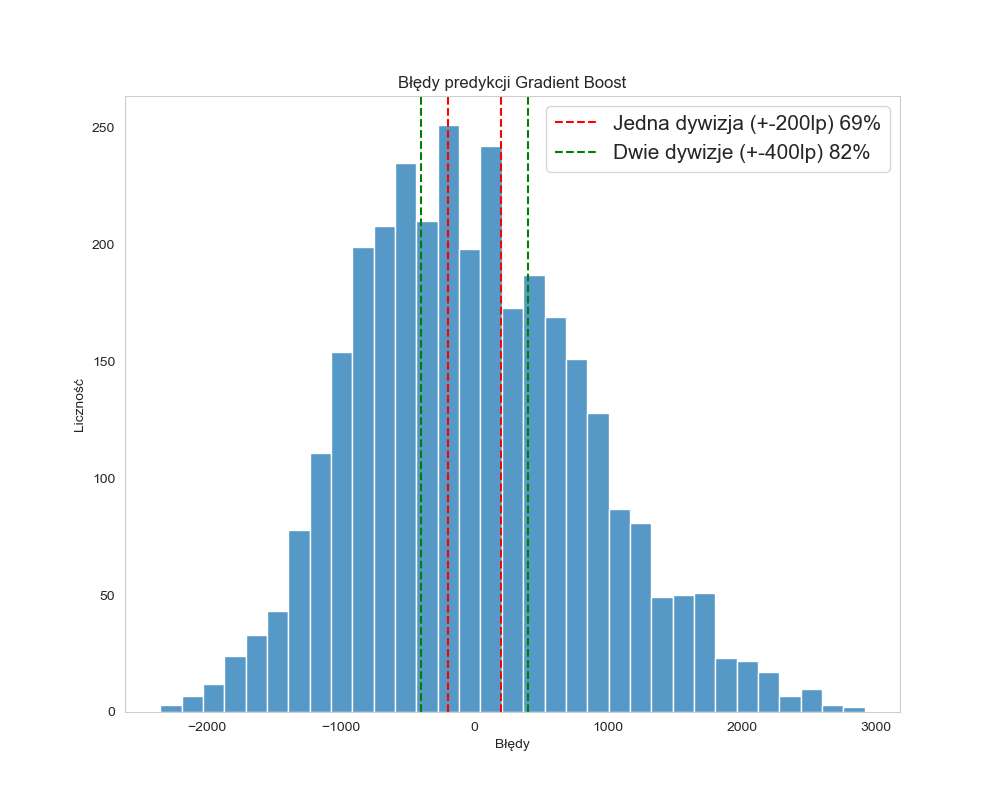 Błędy predykcji Gradient Boost
Jedna dywizja (+-200lp) 69%
Dwie dywizje (+-400lp) 82%
250
200
150
100
50
0
Liczność
−2000
−1000
0
1000
2000
3000
Błędy